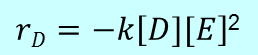 r_D = −k[D][E]²